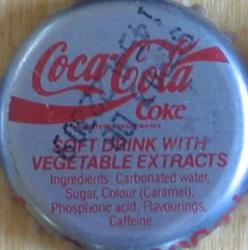 Coca-Cola
Coke
SOFT DRINK WITH
VEGETABLE EXTRACTS
Ingredients: Carbonated water,
Sugar, Colour (Caramel),
Phosphoric acid, Flavourings,
Caffeine